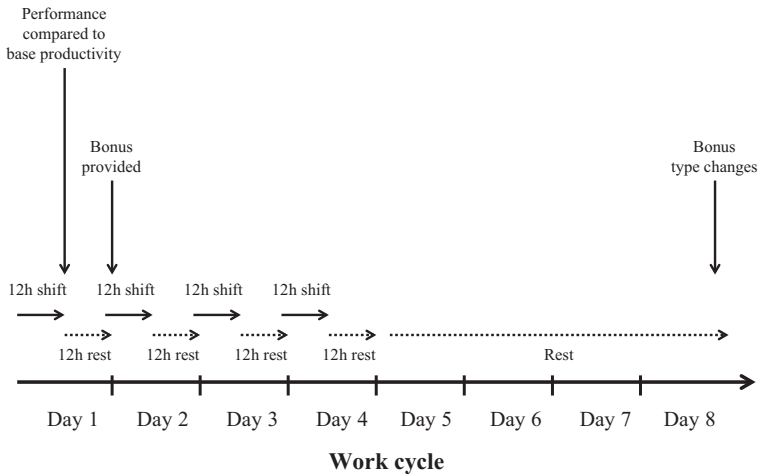 Performance
compared to
base productivity
Bonus
provided
Bonus
type changes
12h shift
12h shift
12h shift
12h shift
12h rest
12h rest
12h rest
12h rest
Rest
Day 1
Day 2
Day 3
Day 4
Day 5
Day 6
Day 7
Day 8
Work cycle